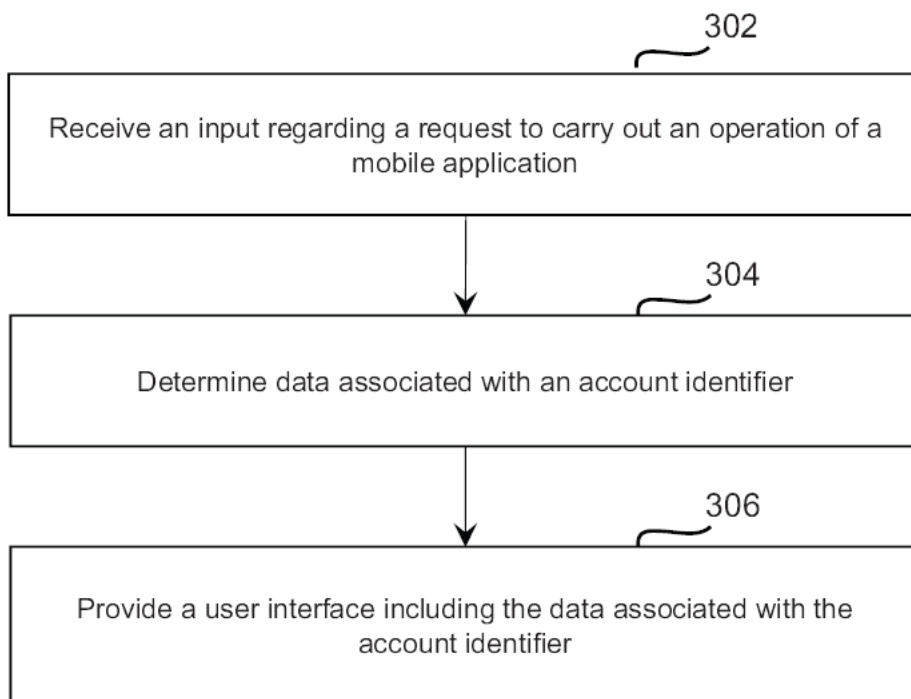 302
Receive an input regarding a request to carry out an operation of a
mobile application
304
Determine data associated with an account identifier
306
Provide a user interface including the data associated with the
account identifier